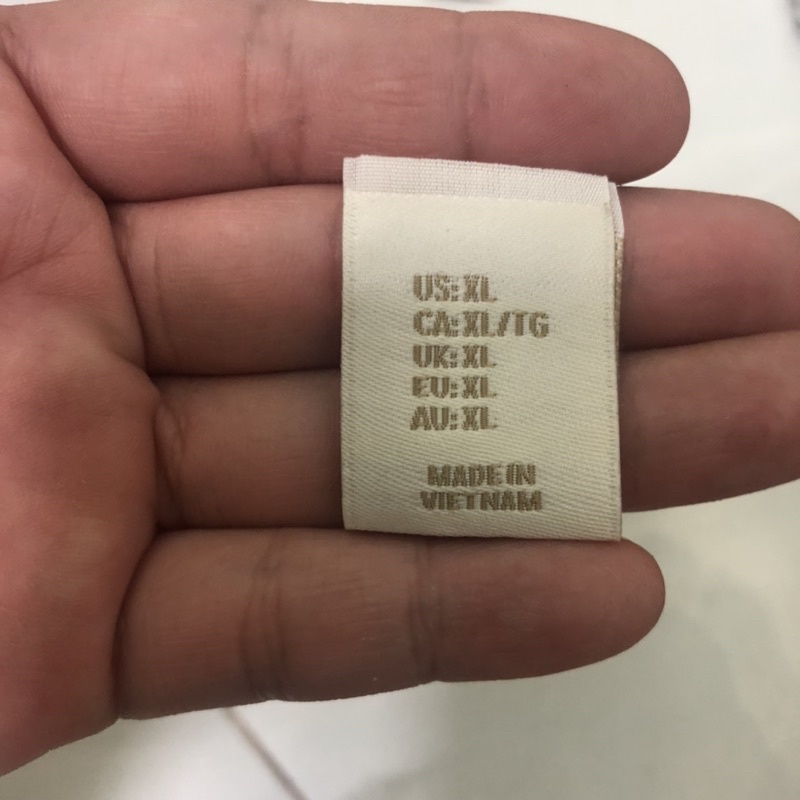 US:XL
CA:XL/TG
UK:XL
EU:XL
AU:XL
MADE IN
VIETNAM